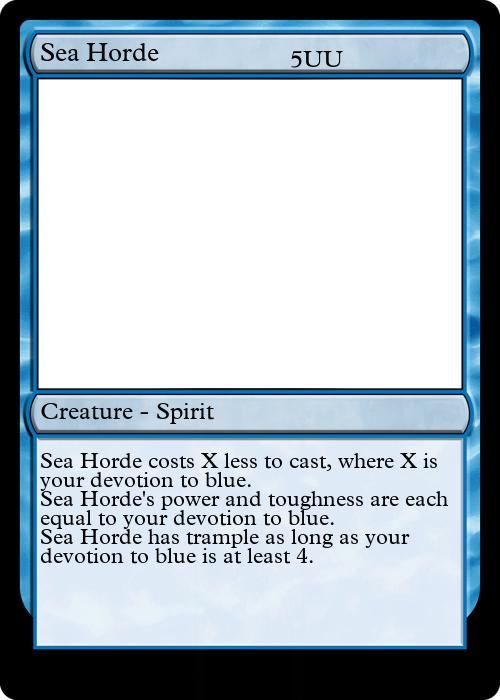 Sea Horde 5UU
Creature - Spirit
Sea Horde costs X less to cast, where X is
your devotion to blue.
Sea Horde's power and toughness are each
equal to your devotion to blue.
Sea Horde has trample as long as your
devotion to blue is at least 4.